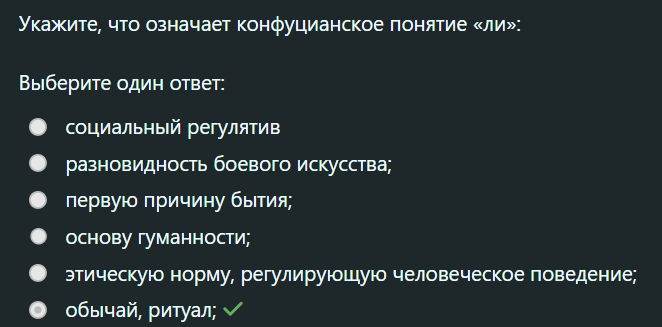 Укажите, что означает конфуцианское понятие «ли»:
Выберите один ответ:
социальный регулятив
разновидность боевого искусства;
первую причину бытия;
основу гуманности;
этическую норму, регулирующую человеческое поведение;
обычай, ритуал;